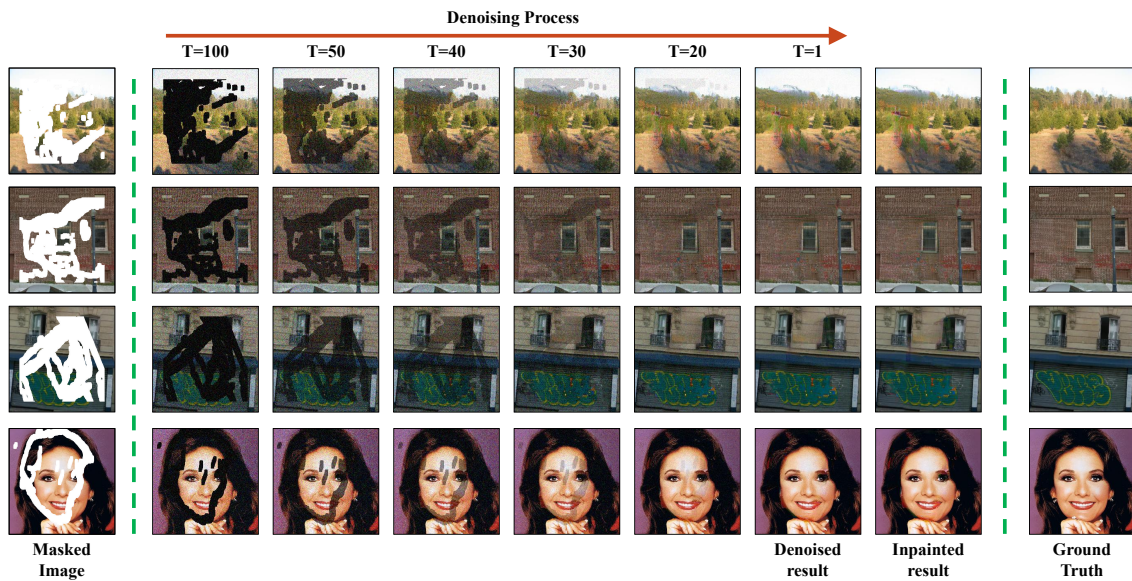 Denoising Process
T=100 T=50 T=40 T=30 T=20 T=1
Masked Image
Denoised result
Inpainted result
Ground Truth